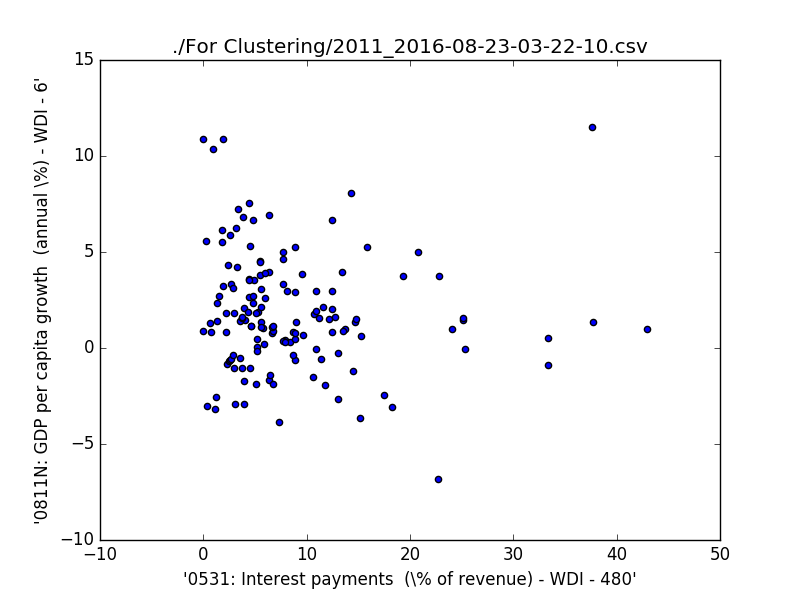 ./For Clustering/2011_2016-08-23-03-22-10.csv
15
10
5
0
−5
−10
'0811N: GDP per capita growth  (annual \%) - WDI - 6'
−10 0 10 20 30 40 50
'0531: Interest payments  (\% of revenue) - WDI - 480'